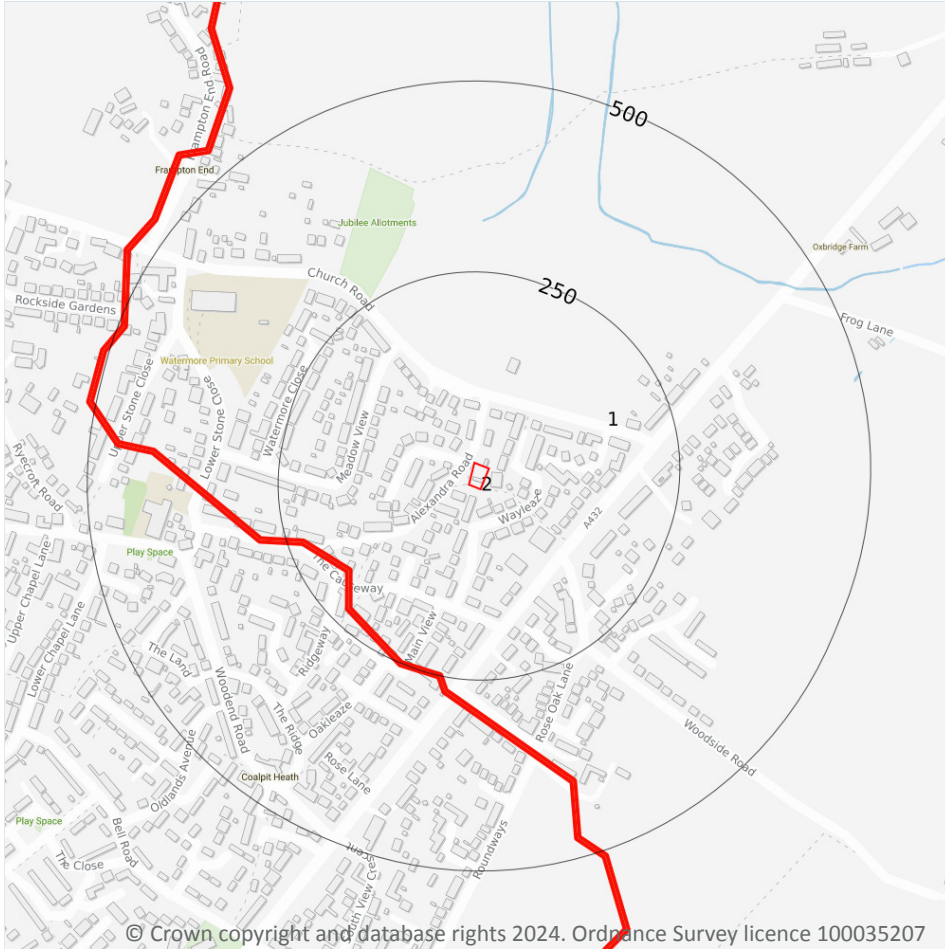 Frampton End Road
500
Frampton End
Jubilee Allotments
Oxbridge Farm
Church Road
250
Rockside Gardens
Frog Lane
Watermore Primary School
Upper Stone Close
Lower Stone Close
Watermore Close
Meadow View
1
Ryecroft Road
Alexandra Road
2
Wayleaze
A432
Play Space
The Causeway
Upper Chapel Lane
Lower Chapel Lane
The Land
Ridgeway
Main View
Woodend Road
The Ridge
Oakleaze
Rose Oak Lane
Woodside Road
Rose Lane
Oldlands Avenue
Coalpit Heath
Play Space
Bell Road
The Close
South View Crescent
Roundways
© Crown copyright and database rights 2024. Ordnance Survey licence 100035207